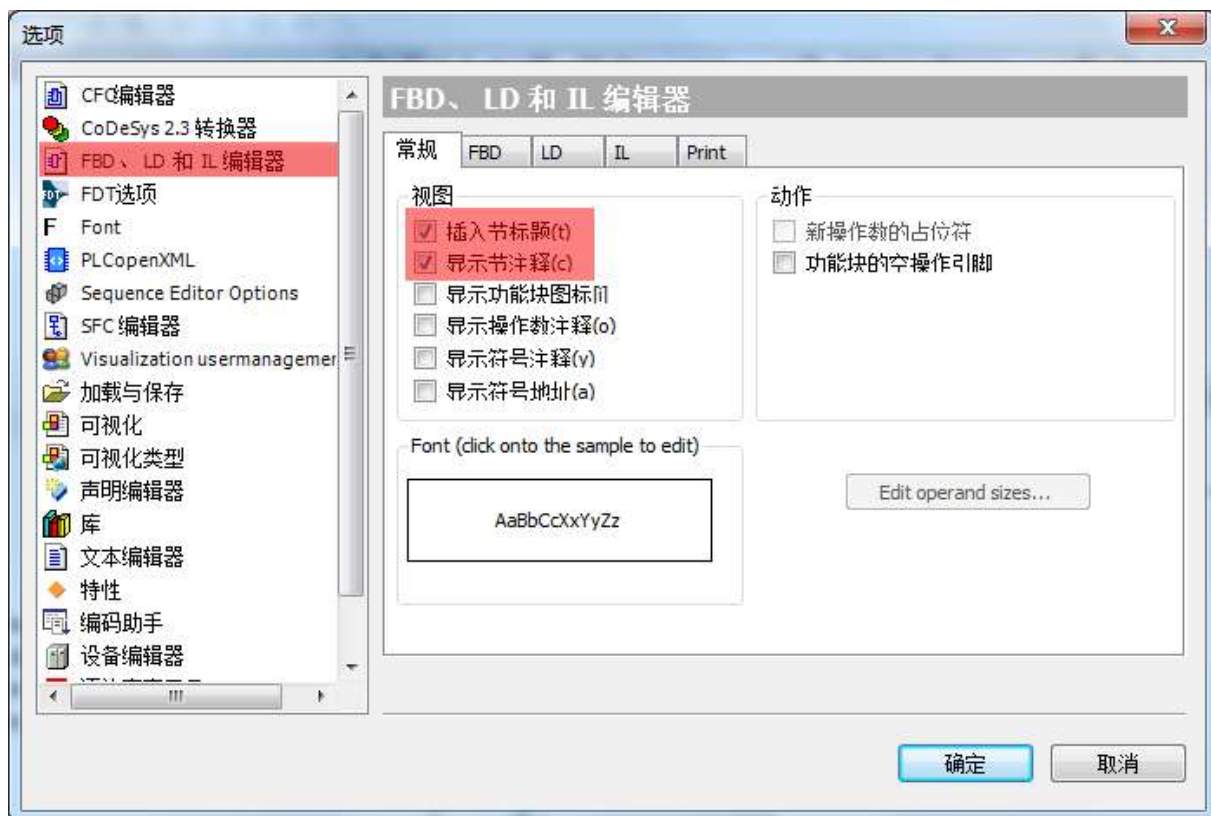 选项
CFC编辑器
CoDeSys 2.3 转换器
FBD、 LD 和 IL 编辑器
FDT选项
Font
PLCopenXML
Sequence Editor Options
SFC 编辑器
Visualization usermanagemer
加载与保存
可视化
可视化类型
声明编辑器
库
文本编辑器
特性
编码助手
设备编辑器
FBD、 LD 和 IL 编辑器
常规 FBD LD IL Print
视图
插入节标题(t)
显示节注释(c)
显示功能块图标
显示操作数注释(o)
显示符号注释(y)
显示符号地址(a)
动作
新操作数的占位符
功能块的空操作引脚
Font (click onto the sample to edit)
AaBbCcXxYyZz
Edit operand sizes...
确定 取消